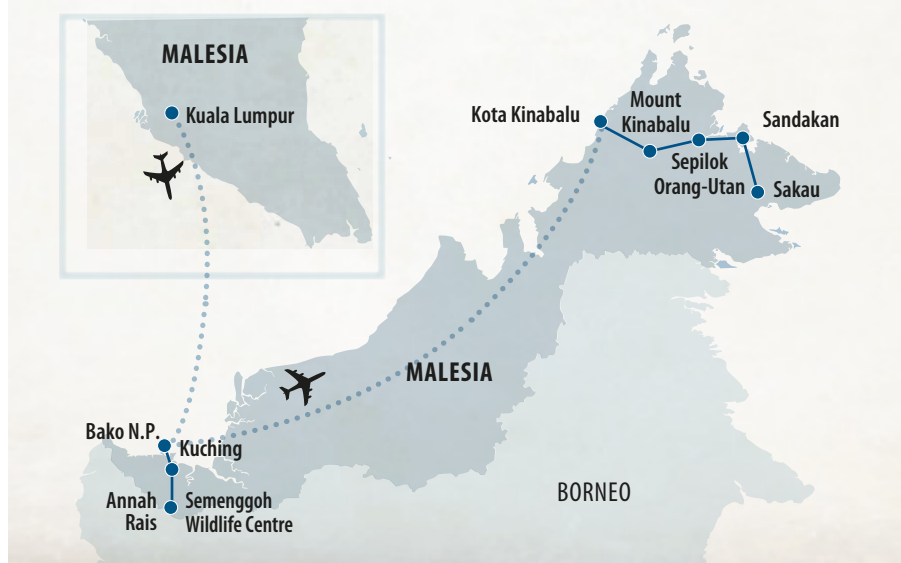 MALESIA
Kuala Lumpur
Kota Kinabalu
Mount
Kinabalu
Sandakan
Sepilok
Orang-Utan
Sakau
MALESIA
Bako N.P.
Kuching
Annah
Rais
Semenggoh
Wildlife Centre
BORNEO